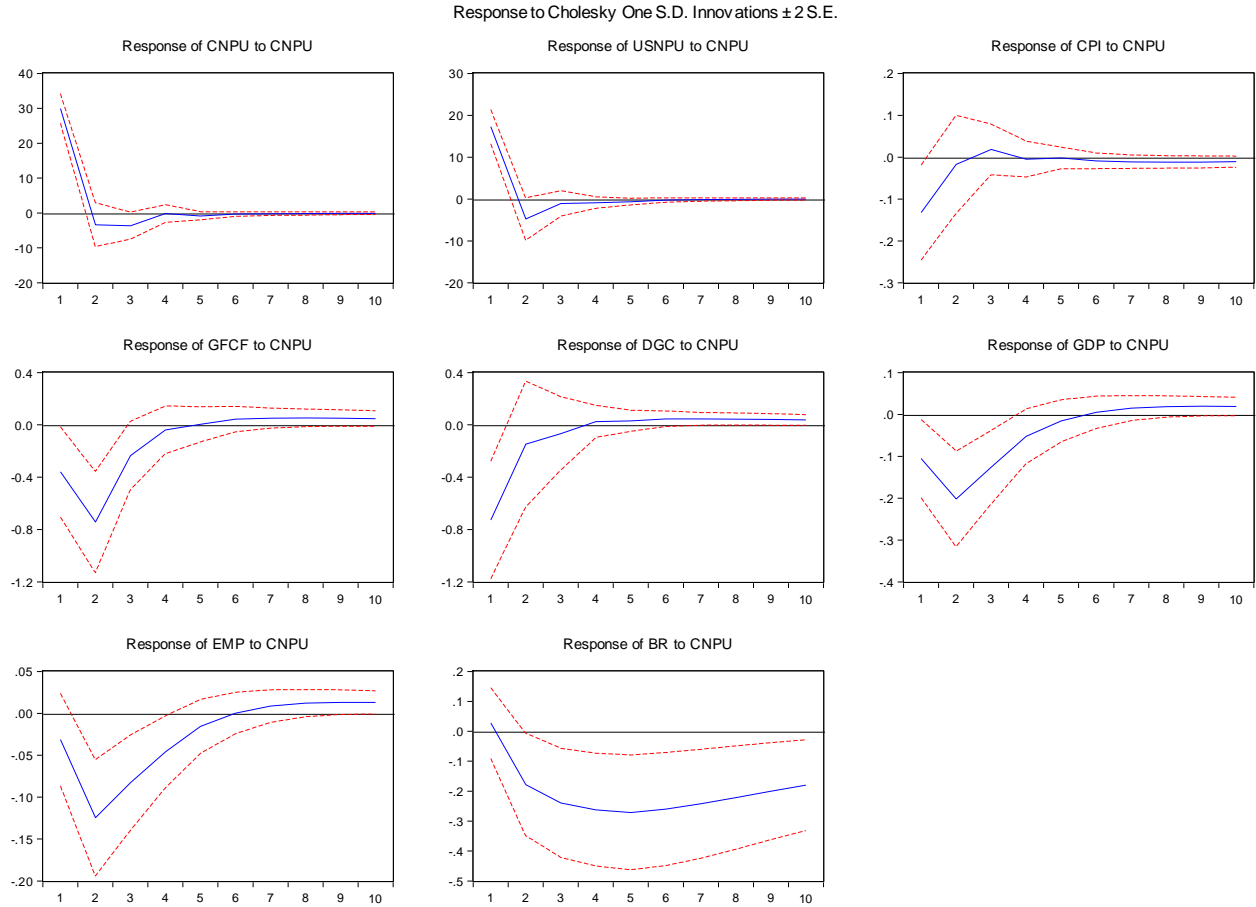 Response to Cholesky One S.D. Innovations ± 2 S.E.
Response of CNPU to CNPU
40
30
20
10
0
-10
-20
1 2 3 4 5 6 7 8 9 10
Response of USNPU to CNPU
30
20
10
0
-10
-20
1 2 3 4 5 6 7 8 9 10
Response of CPI to CNPU
.2
.1
.0
-.1
-.2
-.3
1 2 3 4 5 6 7 8 9 10
Response of GFCF to CNPU
0.4
0.0
-0.4
-0.8
-1.2
1 2 3 4 5 6 7 8 9 10
Response of DGC to CNPU
0.4
0.0
-0.4
-0.8
-1.2
1 2 3 4 5 6 7 8 9 10
Response of GDP to CNPU
.1
.0
-.1
-.2
-.3
-.4
1 2 3 4 5 6 7 8 9 10
Response of EMP to CNPU
.05
.00
-.05
-.10
-.15
-.20
1 2 3 4 5 6 7 8 9 10
Response of BR to CNPU
.2
.1
.0
-.1
-.2
-.3
-.4
-.5
1 2 3 4 5 6 7 8 9 10